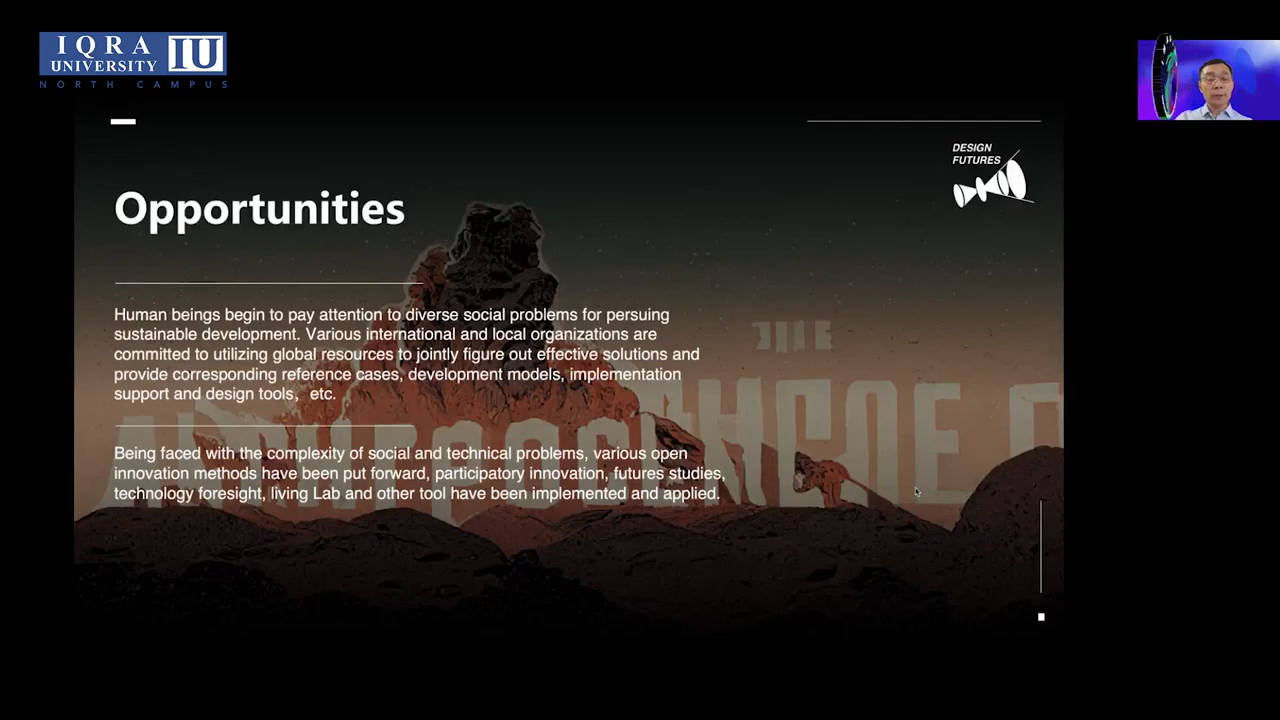 IQRA
UNIVERSITY
IU
NORTH CAMPUS
DESIGN
FUTURES
Opportunities
Human beings begin to pay attention to diverse social problems for persuing
sustainable development. Various international and local organizations are
committed to utilizing global resources to jointly figure out effective solutions and
provide corresponding reference cases, development models, implementation
support and design tools， etc.
Being faced with the complexity of social and technical problems, various open
innovation methods have been put forward, participatory innovation, futures studies,
technology foresight, living Lab and other tool have been implemented and applied.
THE